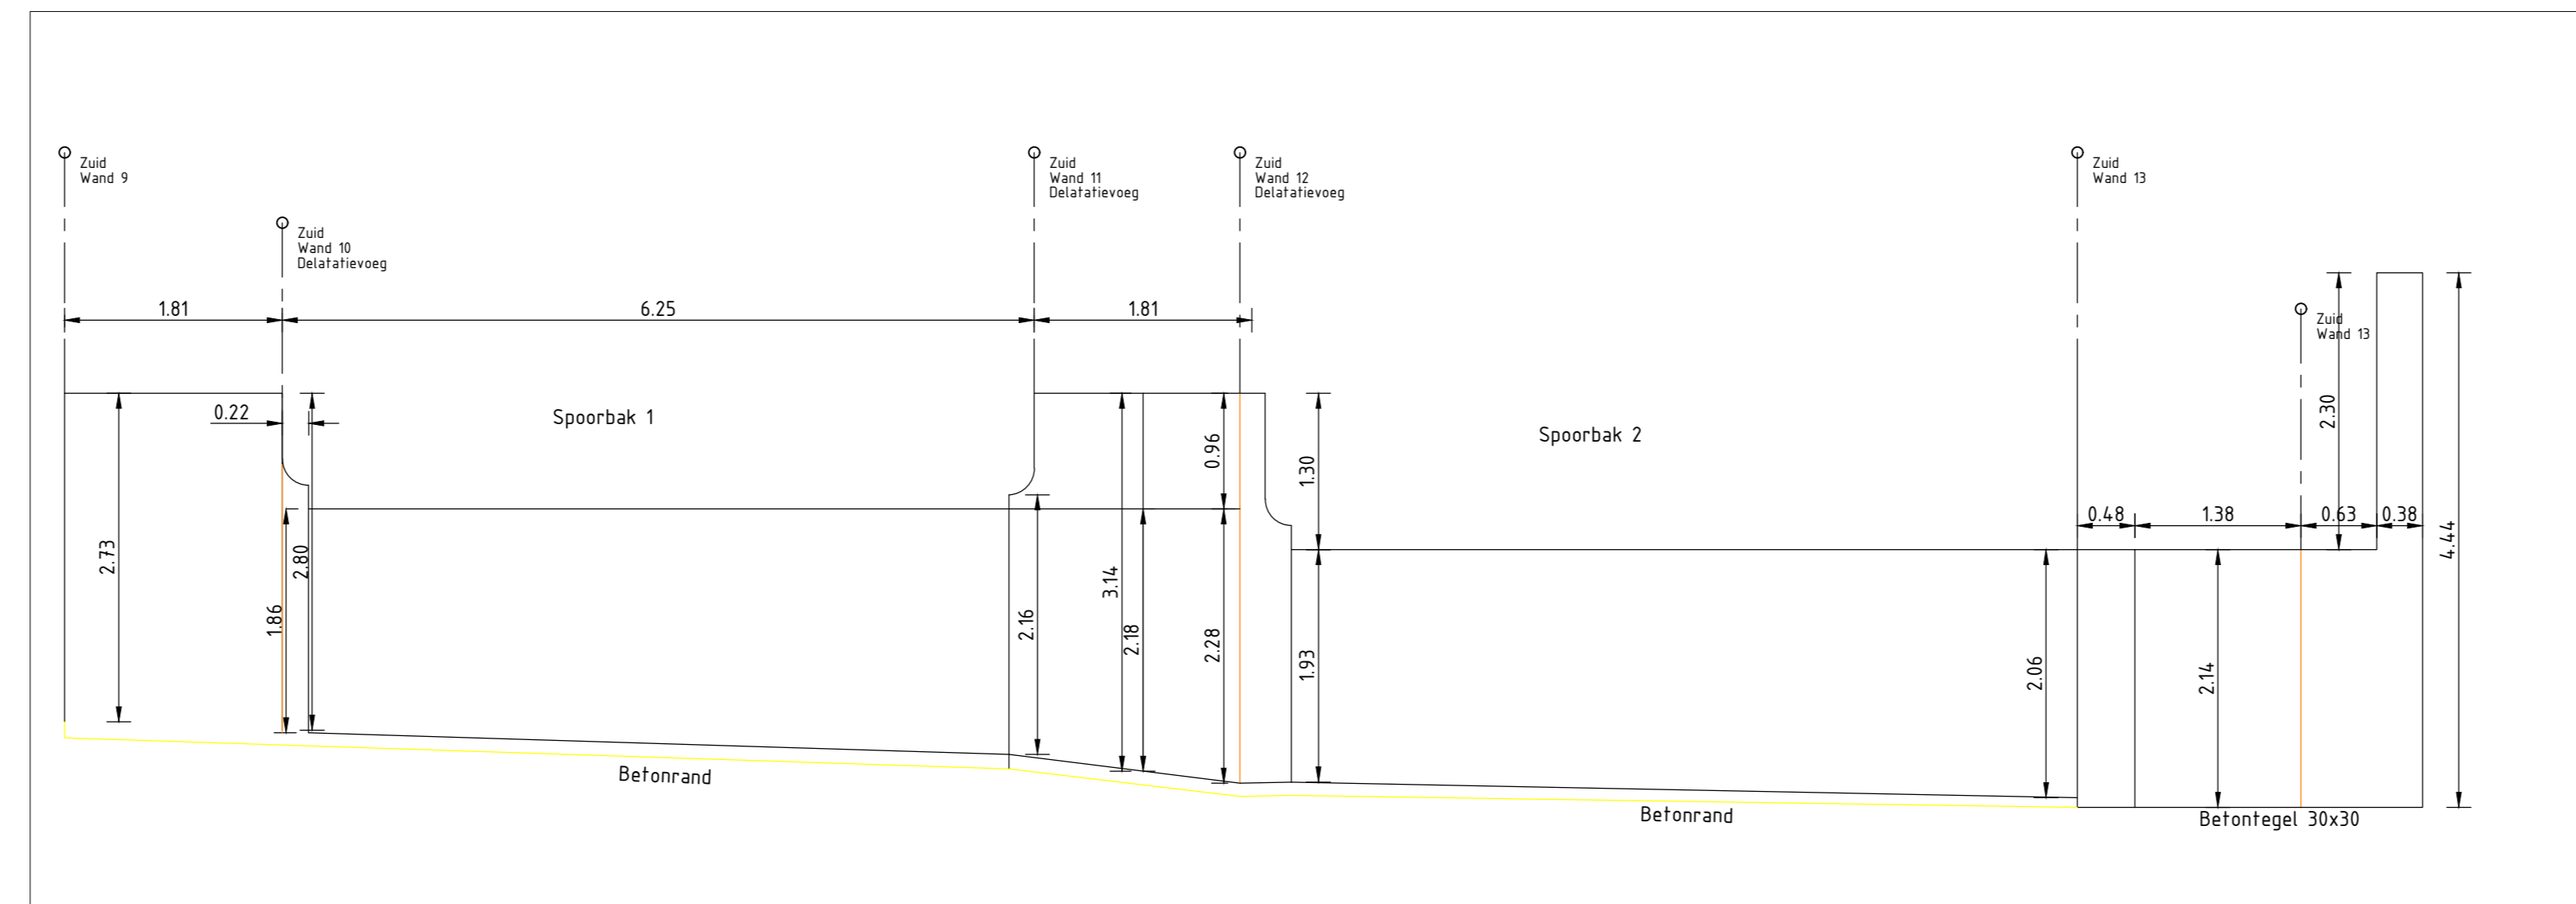 Zuid
Wand 9
Zuid
Wand 10
Delatatievoeg
Zuid
Wand 11
Delatatievoeg
Zuid
Wand 12
Delatatievoeg
Zuid
Wand 13
Zuid
Wand 13
1.81
6.25
1.81
0.22
Spoorbak 1
Spoorbak 2
2.73
1.86
2.80
2.16
3.14
2.18
0.96
2.28
1.30
1.93
2.06
0.48
1.38
0.63
0.38
2.14
2.30
4.44
Betonrand
Betonrand
Betontegel 30x30